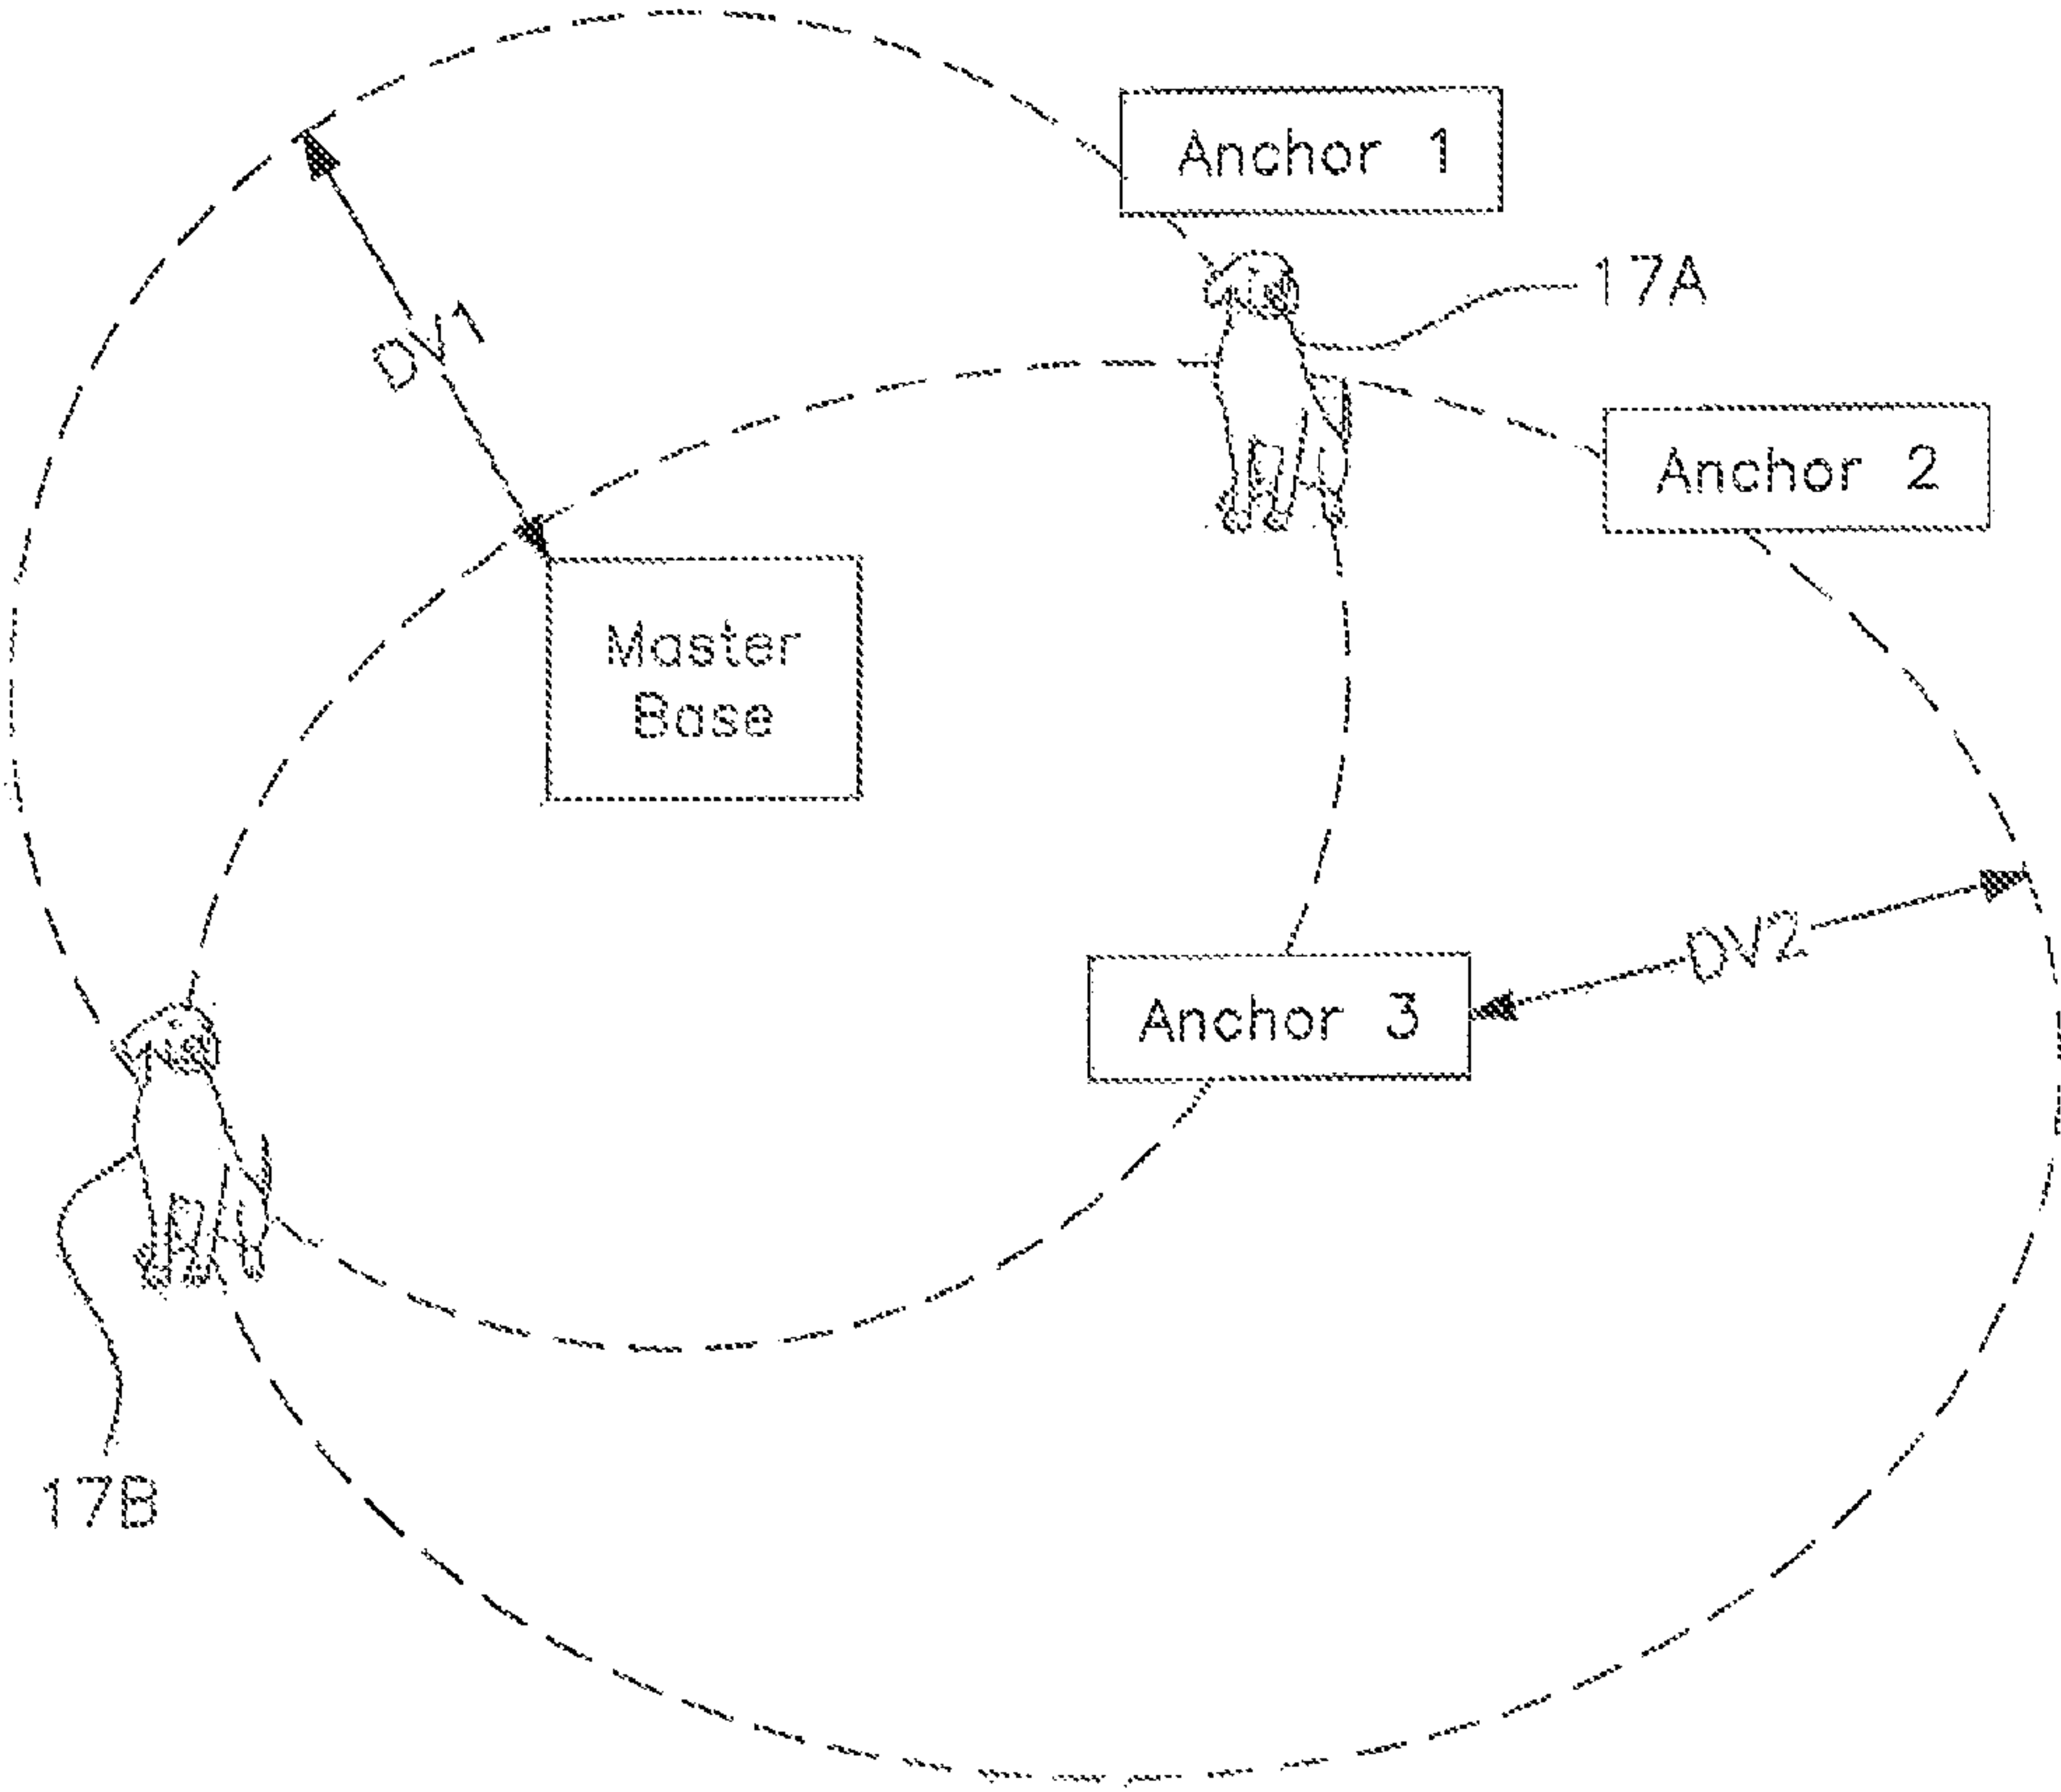 Anchor 1
17A
DV1
Anchor 2
Master
Base
DV2
Anchor 3
17B